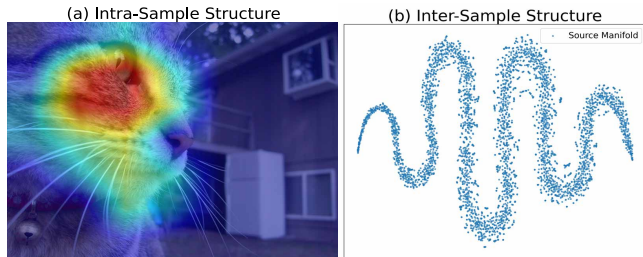 (a) Intra-Sample Structure
(b) Inter-Sample Structure
Source Manifold